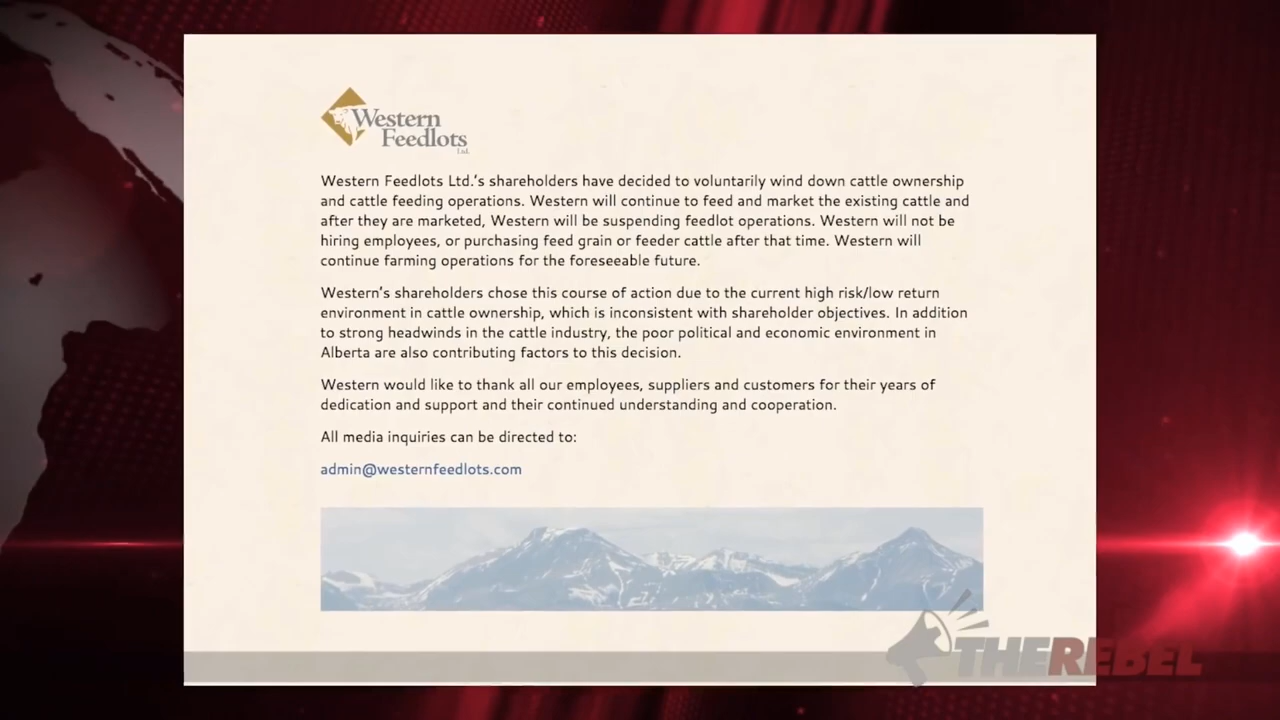 Western
Feedlots
Ltd.
Western Feedlots Ltd.'s shareholders have decided to voluntarily wind down cattle ownership
and cattle feeding operations. Western will continue to feed and market the existing cattle and
after they are marketed, Western will be suspending feedlot operations. Western will not be
hiring employees, or purchasing feed grain or feeder cattle after that time. Western will
continue farming operations for the foreseeable future.
Western's shareholders chose this course of action due to the current high risk/low return
environment in cattle ownership, which is inconsistent with shareholder objectives. In addition
to strong headwinds in the cattle industry, the poor political and economic environment in
Alberta are also contributing factors to this decision.
Western would like to thank all our employees, suppliers and customers for their years of
dedication and support and their continued understanding and cooperation.
All media inquiries can be directed to:
admin@westernfeedlots.com
THEREBEL